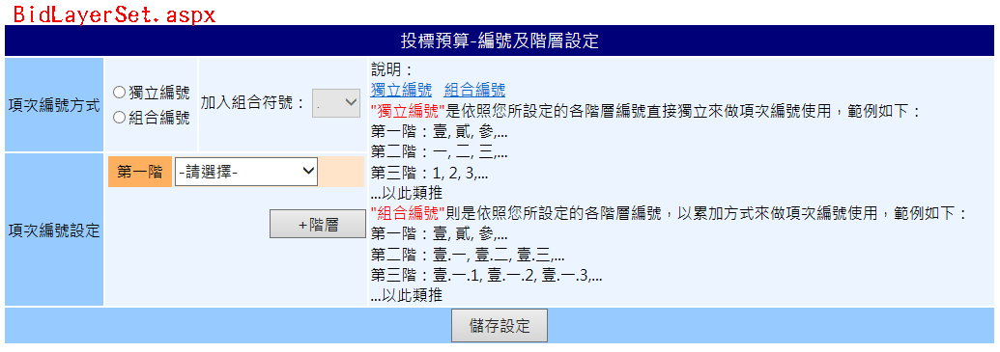 BidLayerSet.aspx
投標預算-編號及階層設定
項次編號方式
獨立編號
組合編號
加入組合符號：
.
說明：
獨立編號 組合編號
"獨立編號"是依照您所設定的各階層編號直接獨立來做項次編號使用，範例如下：
第一階：壹, 貳, 參,...
第二階：一, 二, 三,...
第三階：1, 2, 3,...
...以此類推
"組合編號"則是依照您所設定的各階層編號，以累加方式來做項次編號使用，範例如下：
第一階：壹, 貳, 參,...
第二階：壹.一, 壹.二, 壹.三,...
第三階：壹.一.1, 壹.一.2, 壹.一.3,...
...以此類推
項次編號設定
第一階
-請選擇-
+階層
儲存設定